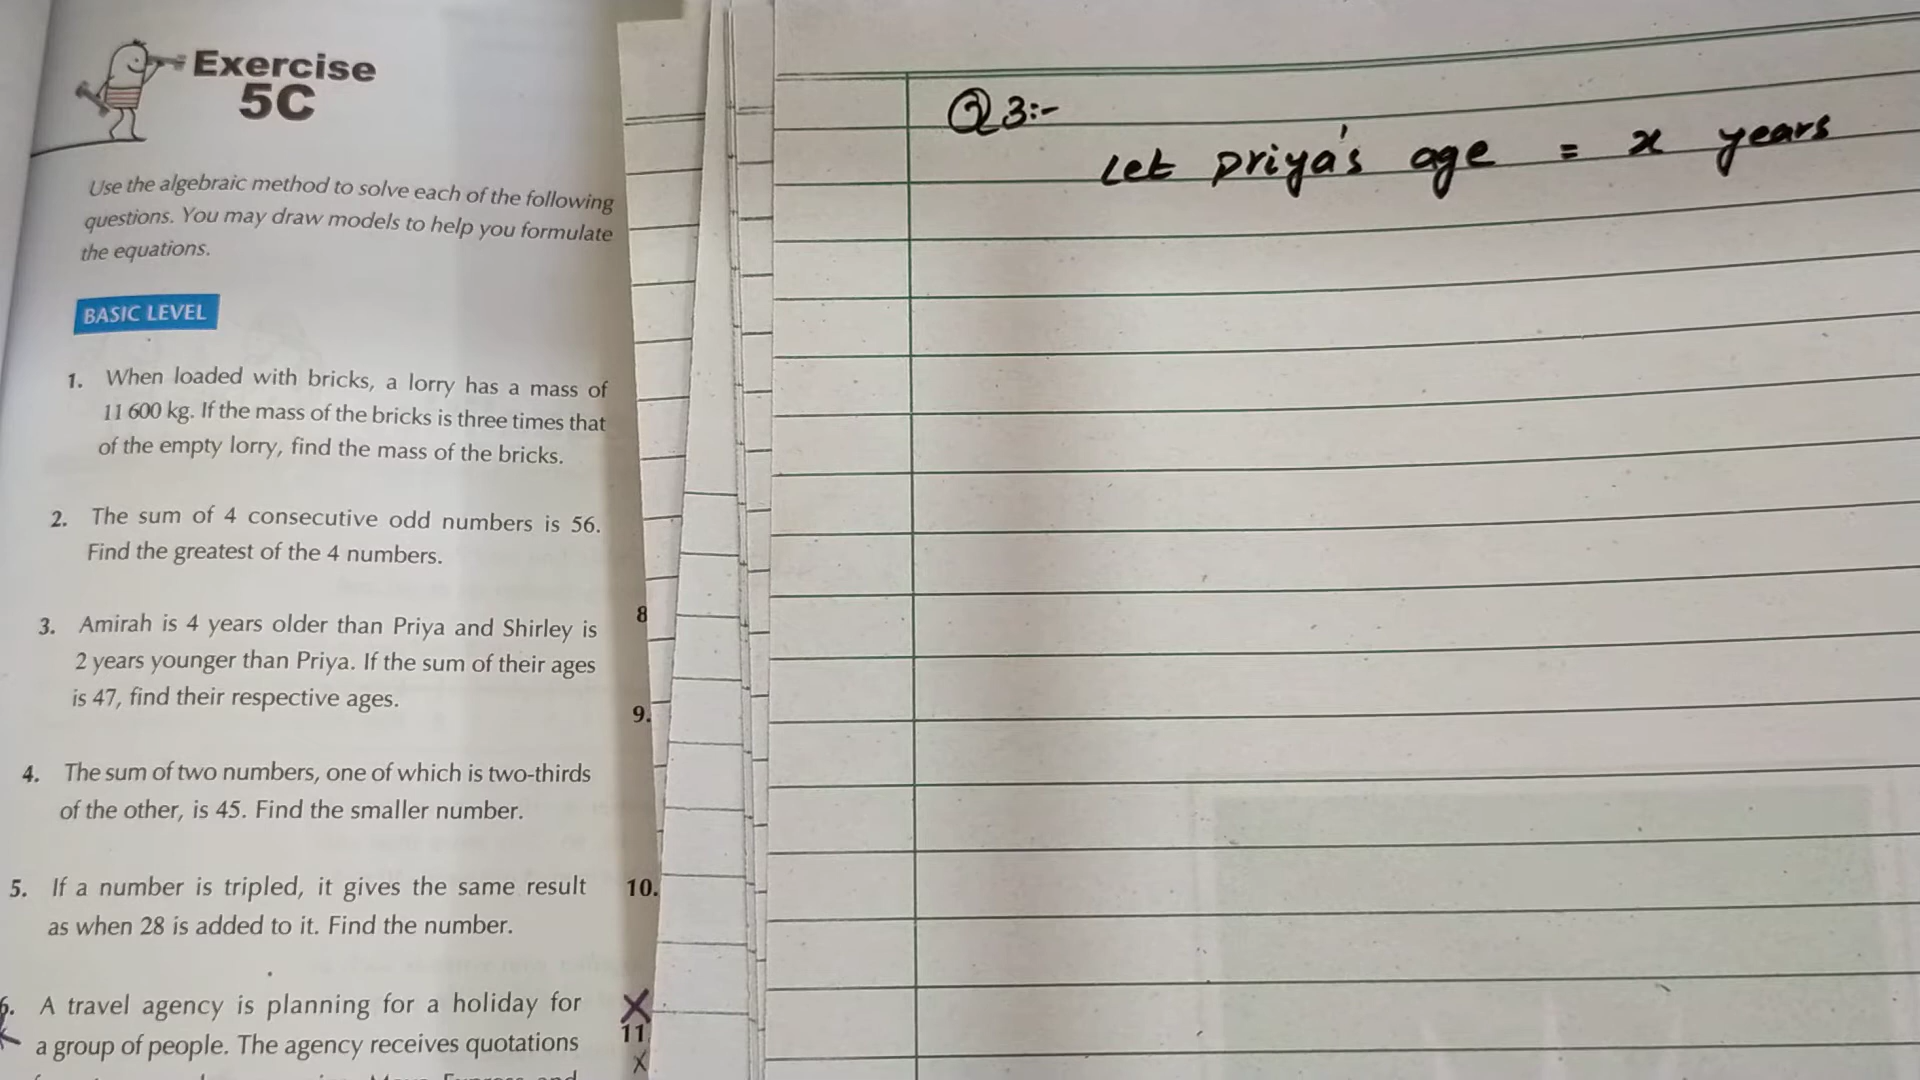 Exercise
5C
Use the algebraic method to solve each of the following
questions. You may draw models to help you formulate
the equations.
BASIC LEVEL
1. When loaded with bricks, a lorry has a mass of
11 600 kg. If the mass of the bricks is three times that
of the empty lorry, find the mass of the bricks.
2. The sum of 4 consecutive odd numbers is 56.
Find the greatest of the 4 numbers.
3. Amirah is 4 years older than Priya and Shirley is
2 years younger than Priya. If the sum of their ages
is 47, find their respective ages.
4. The sum of two numbers, one of which is two-thirds
of the other, is 45. Find the smaller number.
5. If a number is tripled, it gives the same result
as when 28 is added to it. Find the number.
6. A travel agency is planning for a holiday for
a group of people. The agency receives quotations
8
9.
10.
11
Q3:-
Let priya's age = x years